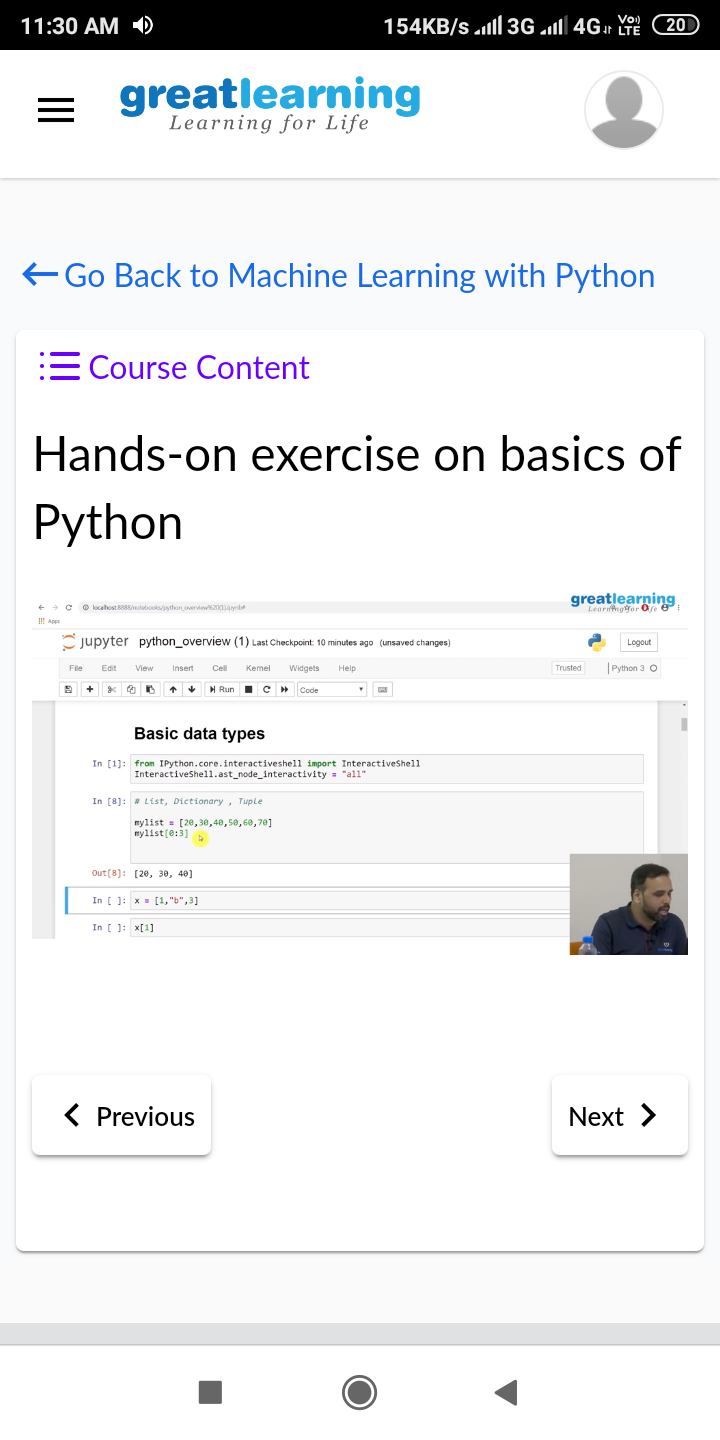 11:30 AM 154KB/s 3G 4G Vo) LTE 20
greatlearning
Learning for Life
Go Back to Machine Learning with Python
Course Content
Hands-on exercise on basics of
Python
localhost:8888/notebooks/python_overview%20(1).ipynb#
greatlearning
Learning for Life
Apps
jupyter python_overview (1) Last Checkpoint: 10 minutes ago (unsaved changes) Logout
File Edit View Insert Cell Kernel Widgets Help Trusted Python 3
Run Code
Basic data types
In [1]: from IPython.core.interactiveshell import InteractiveShell
InteractiveShell.ast_node_interactivity = "all"
In [8]: # List, Dictionary , Tuple
mylist = [20,30,40,50,60,70]
mylist[0:3]
Out[8]: [20, 30, 40]
In [ ]: x = [1,"b",3]
In [ ]: x[1]
Previous Next